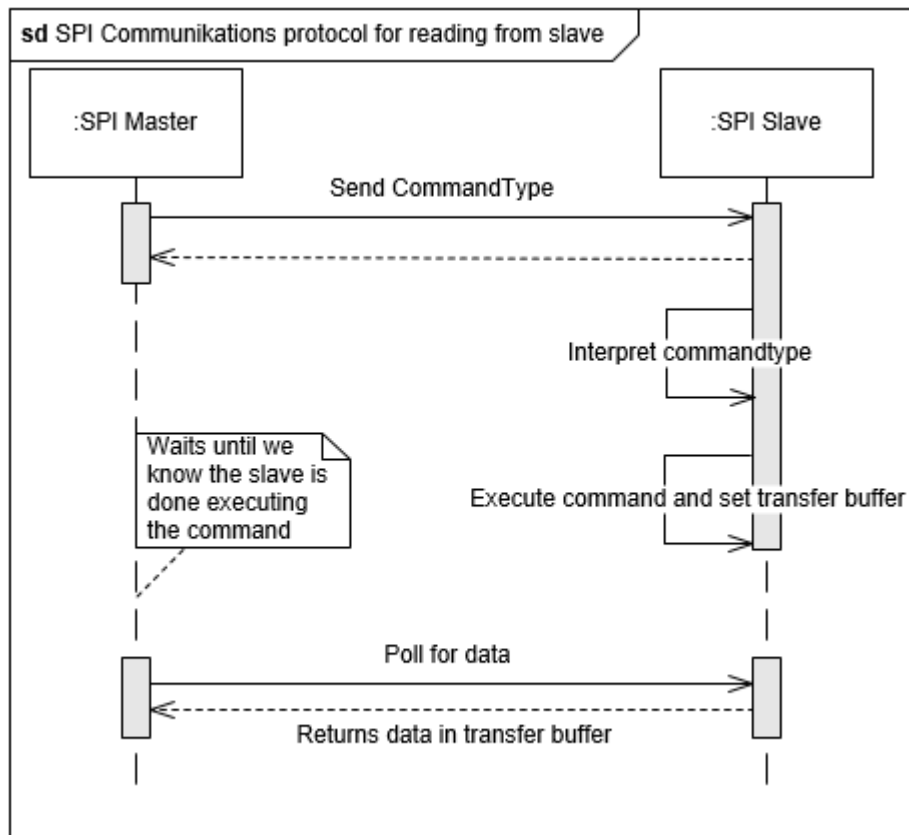 sd SPI Communikations protocol for reading from slave
:SPI Master
:SPI Slave
Send CommandType
Interpret commandtype
Waits until we
know the slave is
done executing
the command
Execute command and set transfer buffer
Poll for data
Returns data in transfer buffer